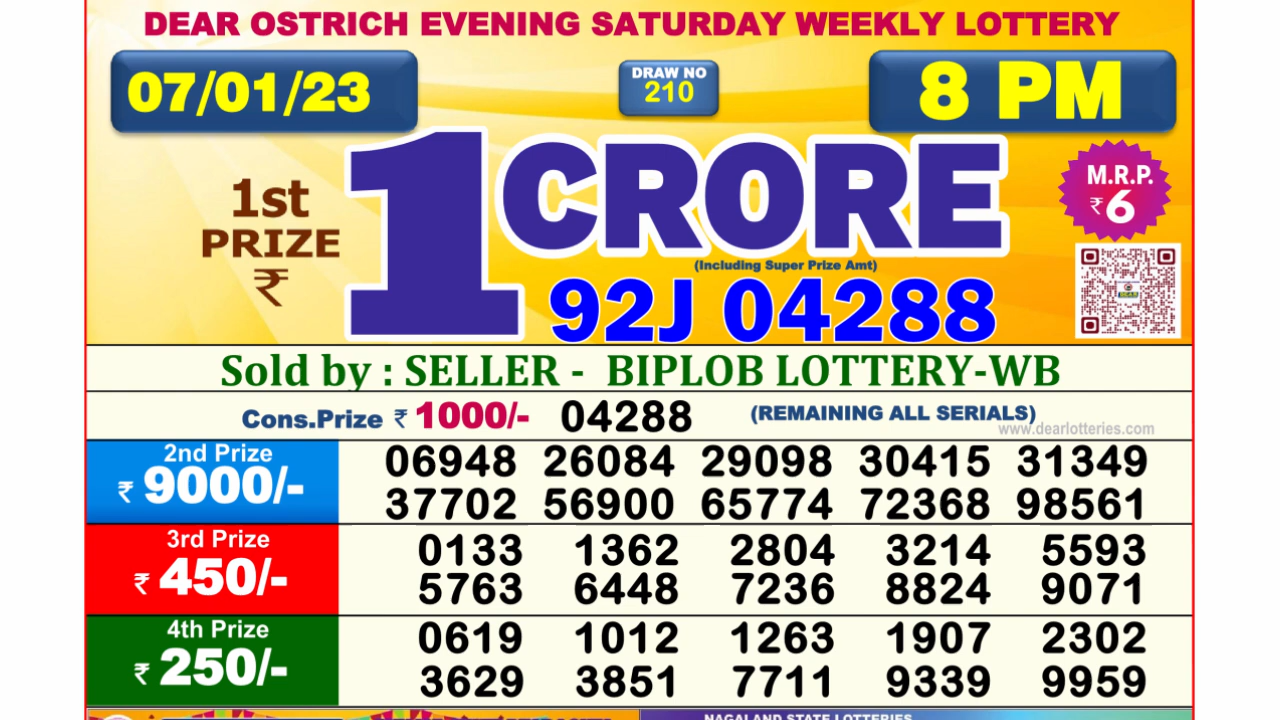 DEAR OSTRICH EVENING SATURDAY WEEKLY LOTTERY
07/01/23
DRAW NO
210
8 PM
1st
PRIZE
₹
1 CRORE
(Including Super Prize Amt)
92J 04288
M.R.P.
₹6
Sold by : SELLER - BIPLOB LOTTERY-WB
Cons.Prize ₹ 1000/- 04288 (REMAINING ALL SERIALS)
www.dearlotteries.com
2nd Prize
₹ 9000/-
06948 26084 29098 30415 31349
37702 56900 65774 72368 98561
3rd Prize
₹ 450/-
0133 1362 2804 3214 5593
5763 6448 7236 8824 9071
4th Prize
₹ 250/-
0619 1012 1263 1907 2302
3629 3851 7711 9339 9959
NAGALAND STATE LOTTERIES